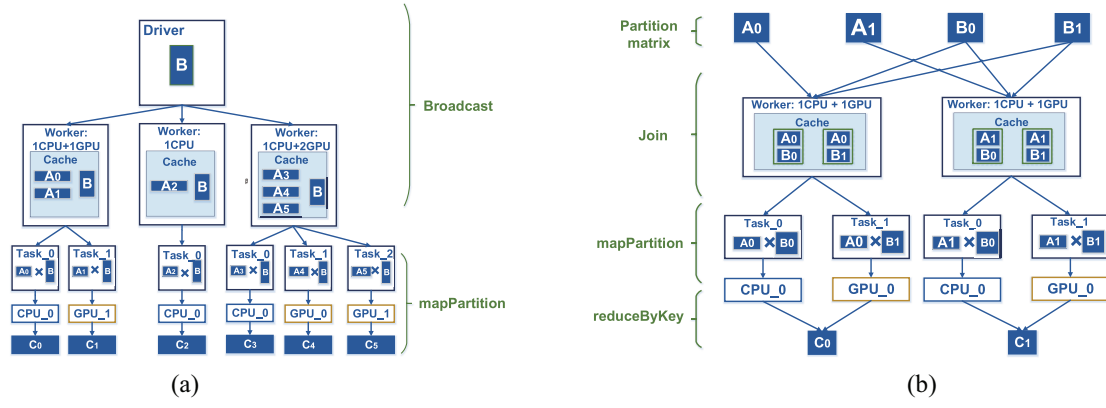 Driver
B
Broadcast
Worker:
1CPU+1GPU
Cache
A0
A1
B
Worker:
1CPU
Cache
A2
B
Worker:
1CPU+2GPU
Cache
A3
A4
A5
B
Task_0
A0 × B
Task_1
A1 × B
Task_0
A2 × B
Task_0
A3 × B
Task_1
A4 × B
Task_2
A5 × B
mapPartition
CPU_0
GPU_1
CPU_0
CPU_0
GPU_0
GPU_1
C0
C1
C2
C3
C4
C5
(a)
Partition
matrix
A0
A1
B0
B1
Join
Worker: 1CPU + 1GPU
Cache
A0
B0
A0
B1
Worker: 1CPU + 1GPU
Cache
A1
B0
A1
B1
mapPartition
Task_0
A0 × B0
Task_1
A0 × B1
Task_0
A1 × B0
Task_1
A1 × B1
CPU_0
GPU_0
CPU_0
GPU_0
reduceByKey
C0
C1
(b)